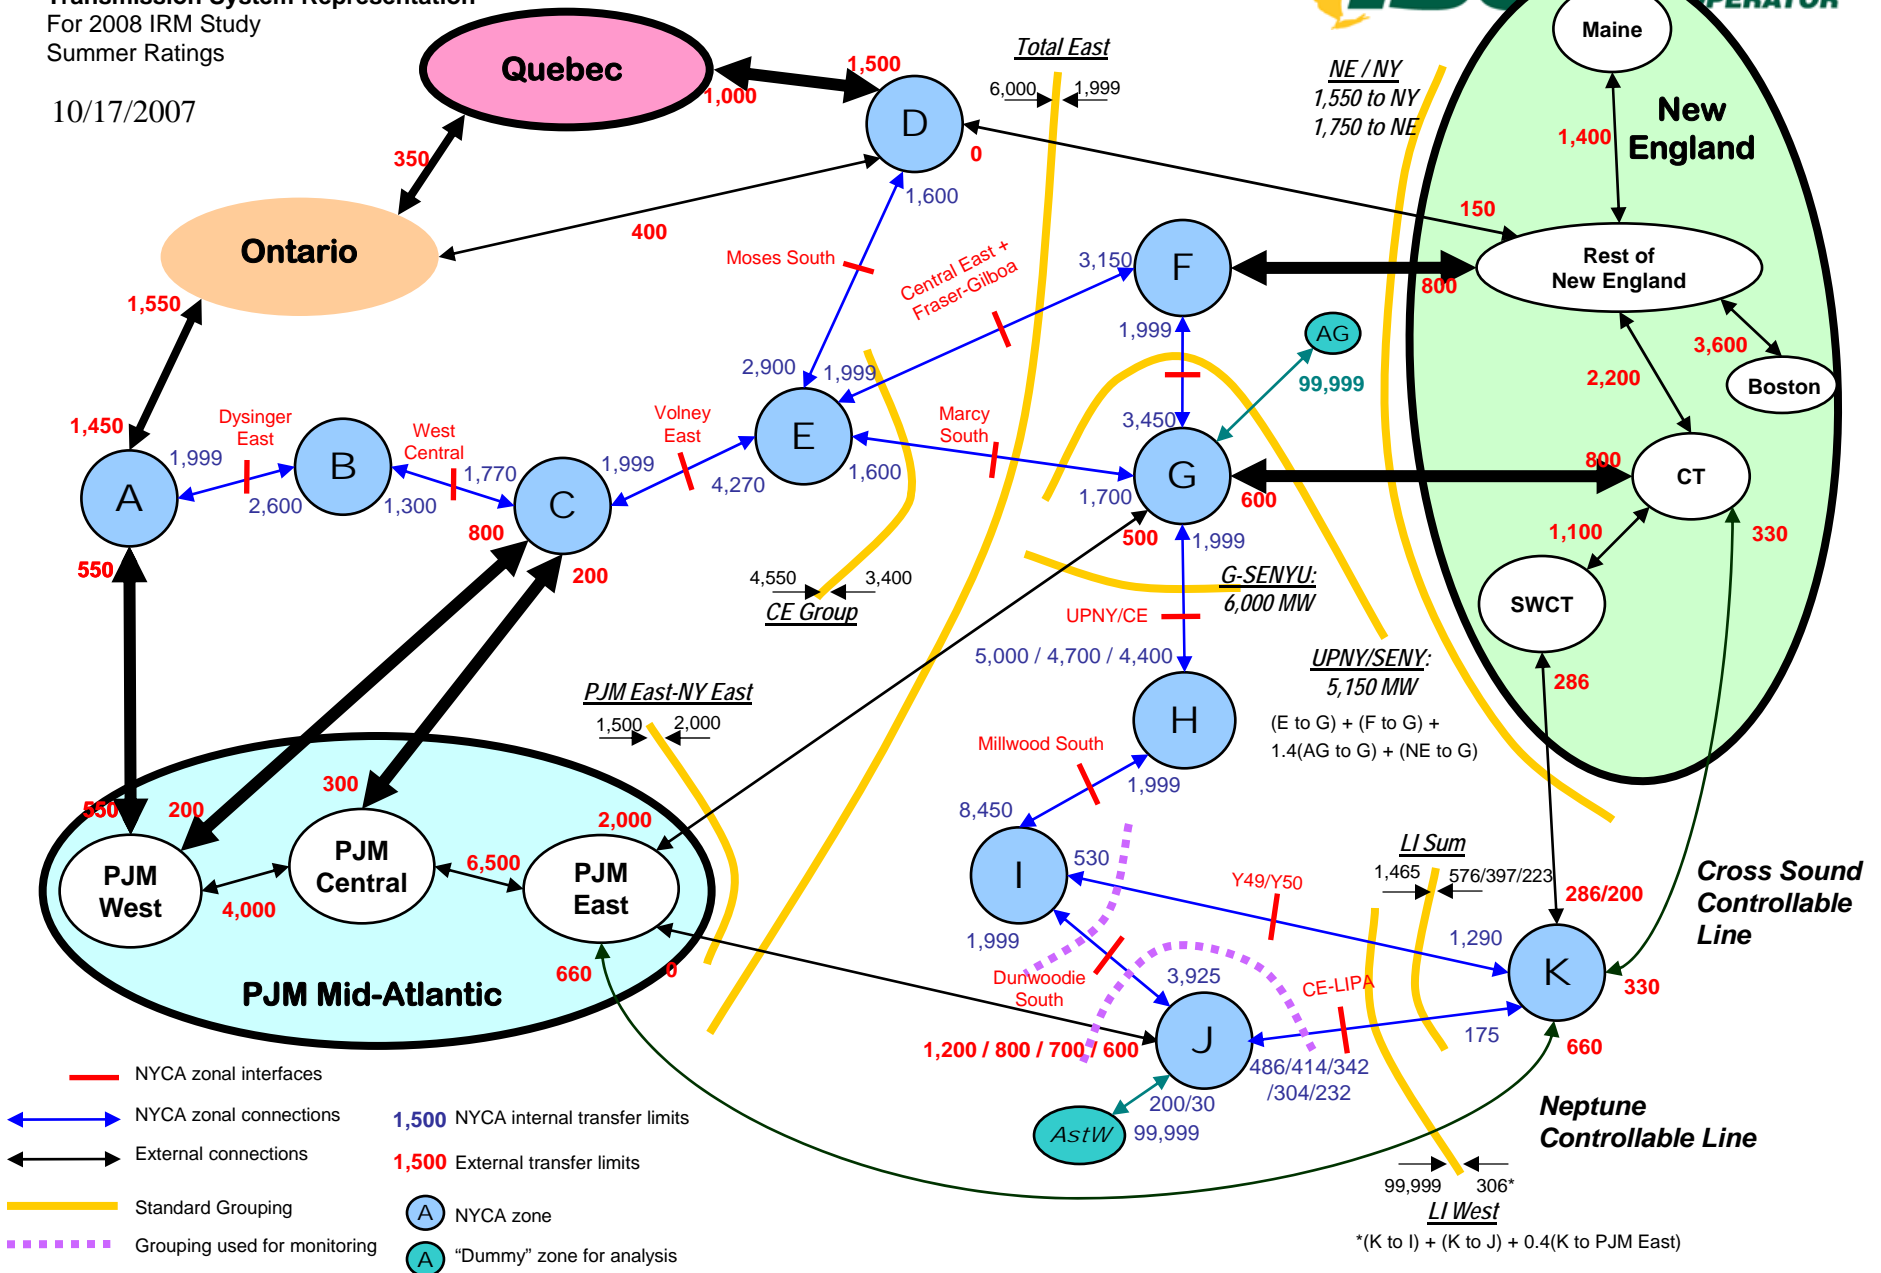 Transmission System Representation
For 2008 IRM Study
Summer Ratings
10/17/2007
OPERATOR
Quebec
1,500
1,000
D
0
Total East
6,000
1,999
NE / NY
1,550 to NY
1,750 to NE
Maine
New
England
1,400
350
400
1,600
150
Ontario
Rest of
New England
Moses South
Central East +
Fraser-Gilboa
3,150
F
800
1,550
1,999
AG
99,999
3,600
2,200
Boston
2,900
1,999
1,450
Dysinger
East
West
Central
Volney
East
Marcy
South
3,450
E
G
A
1,999
B
1,770
C
1,999
2,600
1,300
4,270
1,600
1,700
600
800
CT
800
500
1,999
1,100
330
550
200
4,550
3,400
CE Group
G-SENYU:
6,000 MW
SWCT
UPNY/CE
5,000 / 4,700 / 4,400
UPNY/SENY:
5,150 MW
286
PJM East-NY East
1,500
2,000
H
(E to G) + (F to G) +
1.4(AG to G) + (NE to G)
Millwood South
1,999
300
550
200
2,000
8,450
PJM
West
PJM
Central
PJM
East
4,000
6,500
I
530
Y49/Y50
LI Sum
1,465
576/397/223
286/200
Cross Sound
Controllable
Line
1,999
1,290
660
0
PJM Mid-Atlantic
Dunwoodie
South
3,925
CE-LIPA
K
330
J
175
660
1,200 / 800 / 700 / 600
486/414/342
/304/232
200/30
AstW
99,999
Neptune
Controllable Line
99,999
306*
LI West
*(K to I) + (K to J) + 0.4(K to PJM East)
NYCA zonal interfaces
NYCA zonal connections
1,500 NYCA internal transfer limits
External connections
1,500 External transfer limits
Standard Grouping
A NYCA zone
Grouping used for monitoring
A "Dummy" zone for analysis